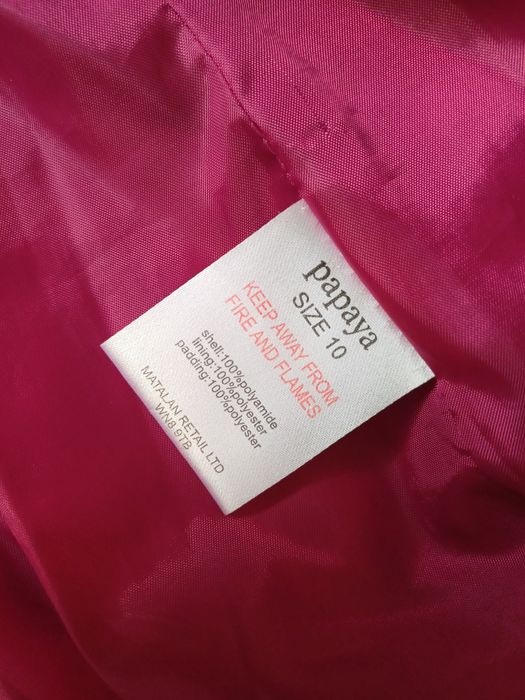 papaya
SIZE 10
KEEP AWAY FROM
FIRE AND FLAMES
shell:100%polyamide
lining:100%polyester
padding:100%polyester
MATALAN RETAIL LTD
WN8 9TB